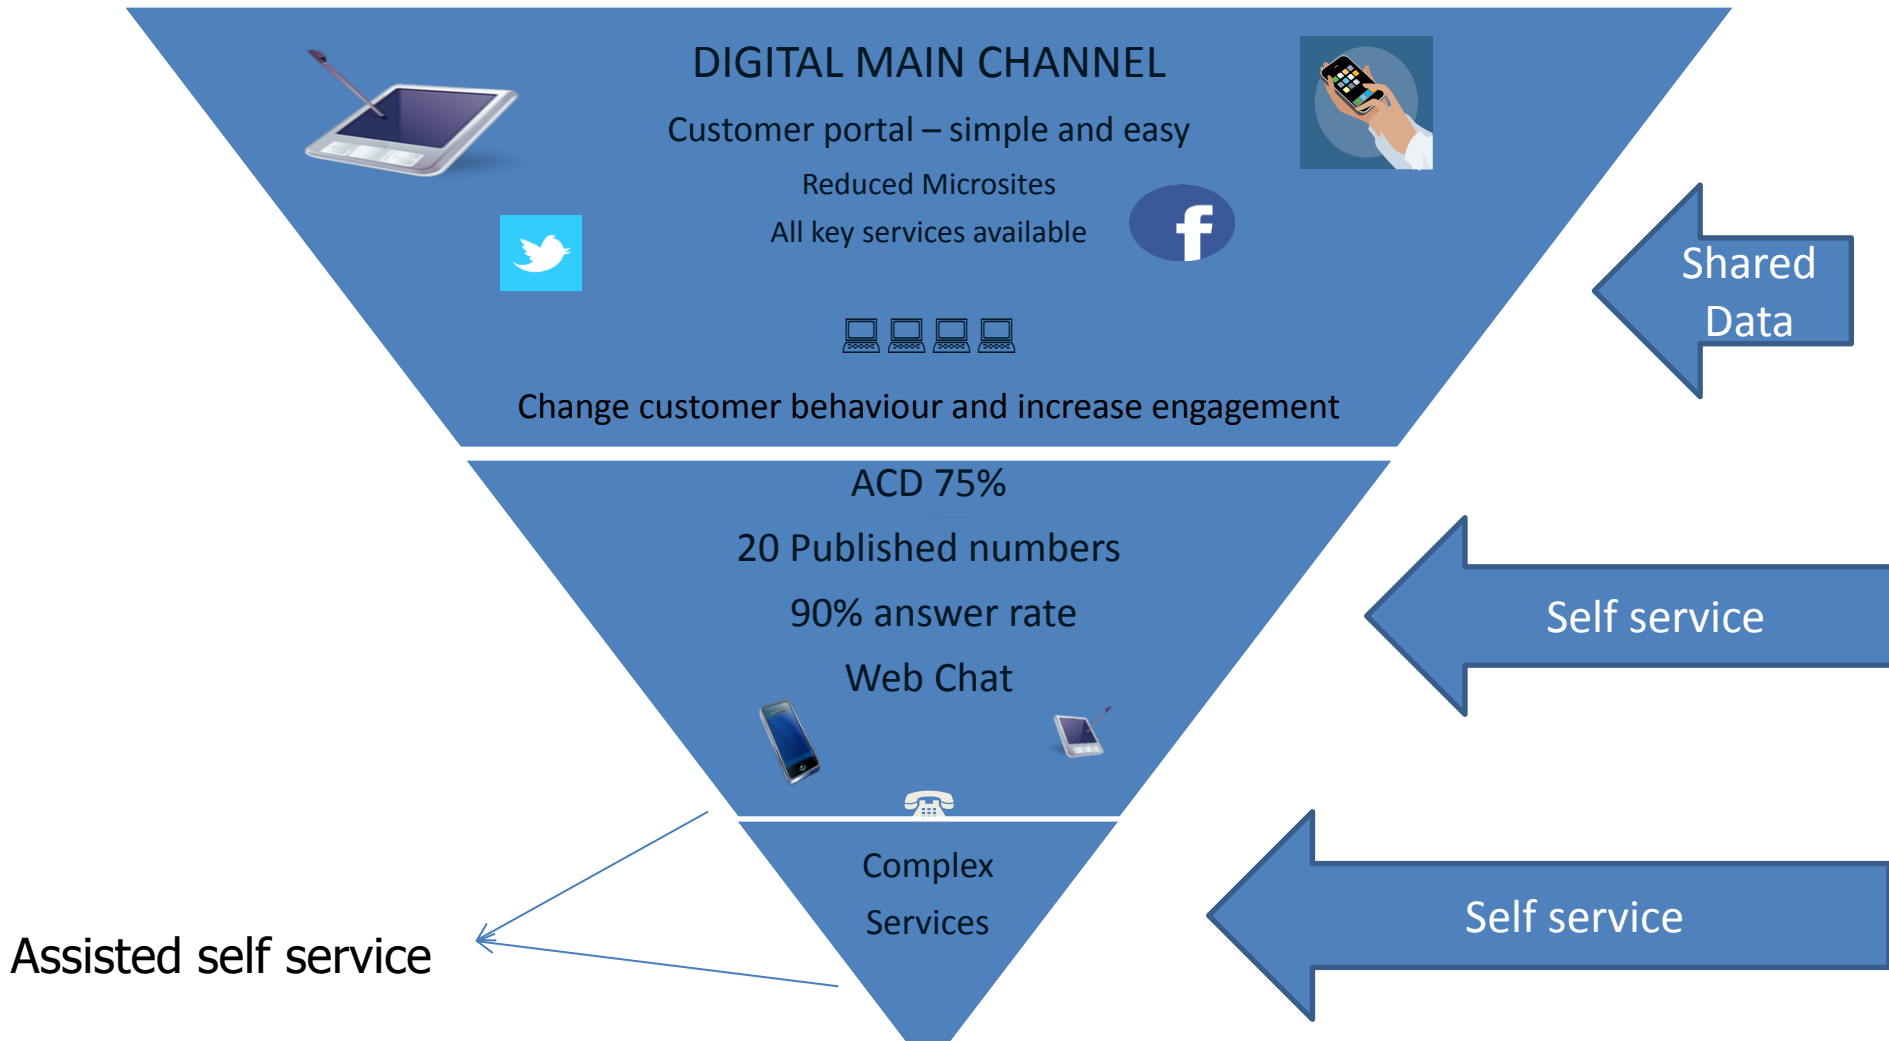 DIGITAL MAIN CHANNEL
Customer portal – simple and easy
Reduced Microsites
All key services available
Change customer behaviour and increase engagement
Shared
Data
ACD 75%
20 Published numbers
90% answer rate
Web Chat
Self service
Complex
Services
Self service
Assisted self service